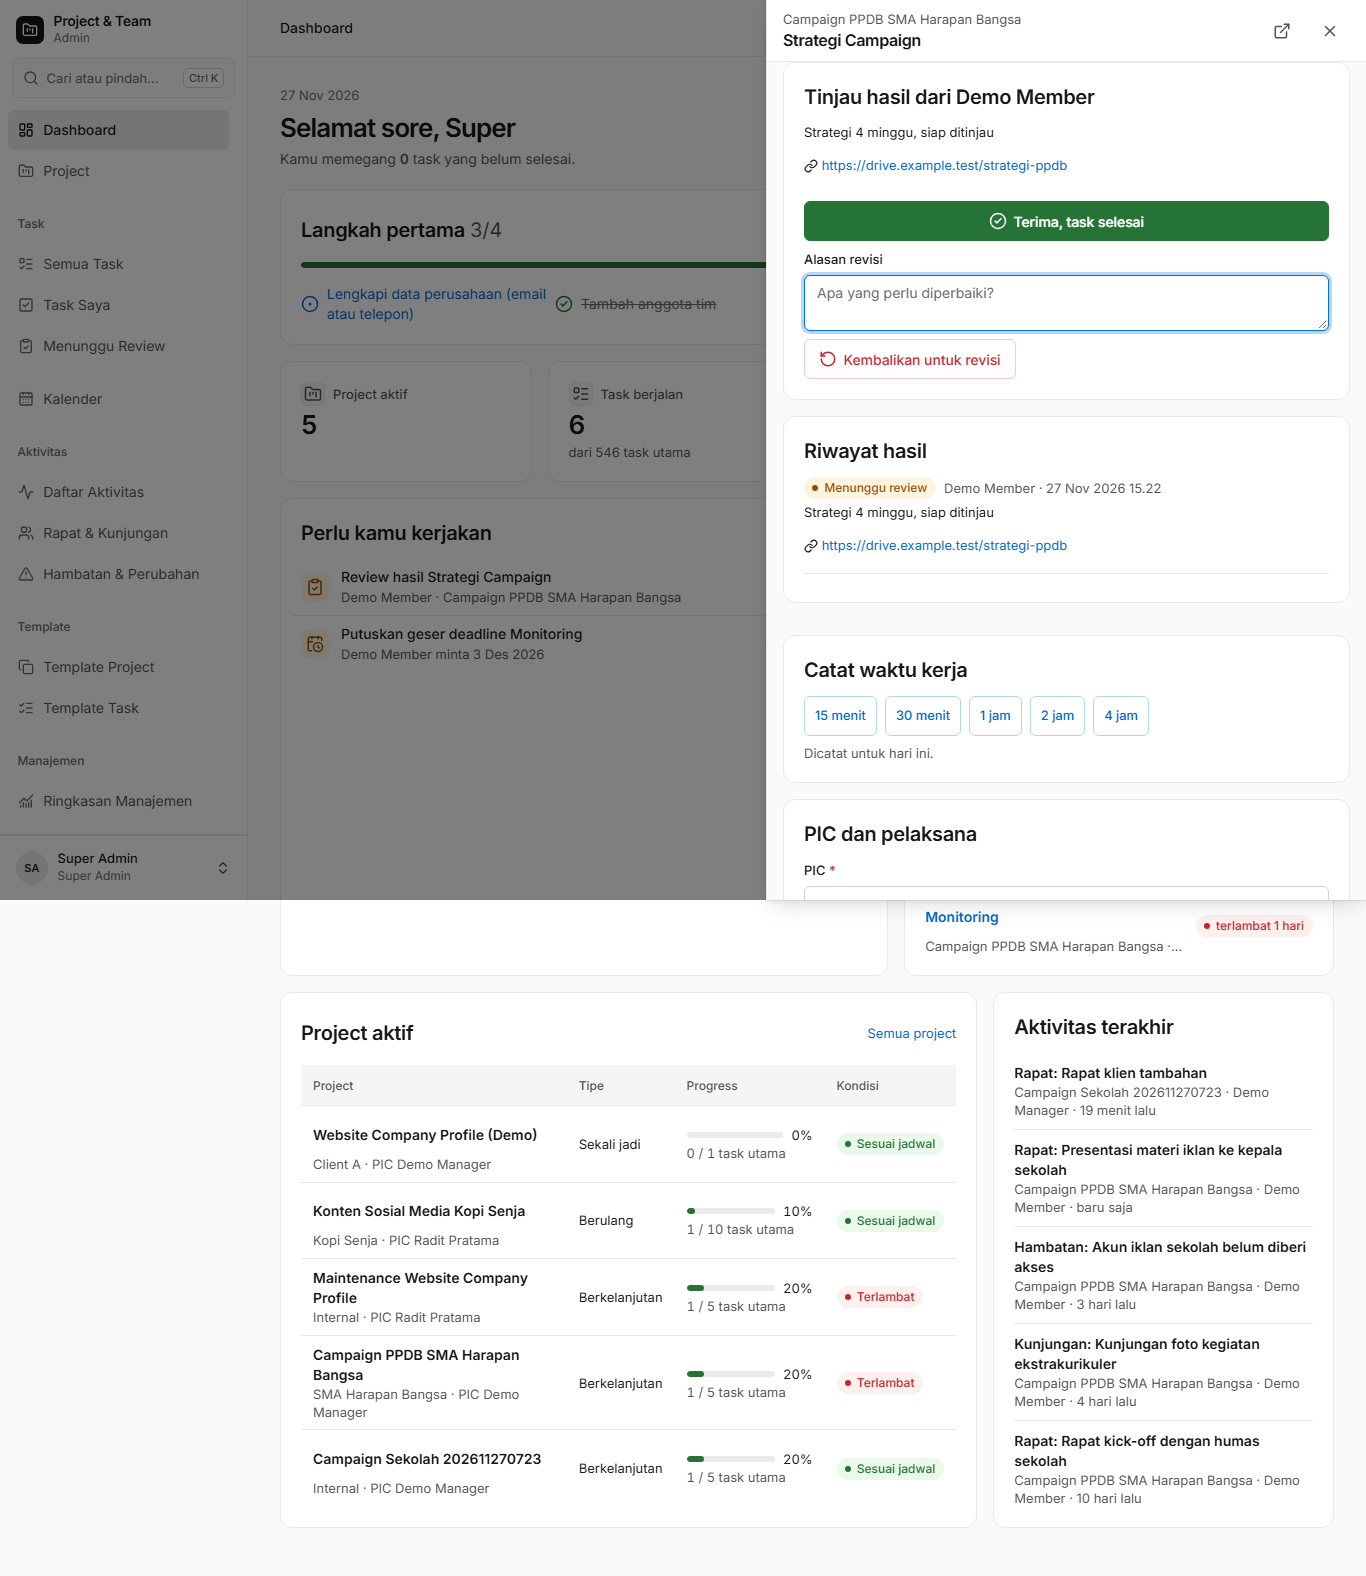 Project & Team
Admin
Cari atau pindah...
Ctrl K
Dashboard
Project
Task
Semua Task
Task Saya
Menunggu Review
Kalender
Aktivitas
Daftar Aktivitas
Rapat & Kunjungan
Hambatan & Perubahan
Template
Template Project
Template Task
Manajemen
Ringkasan Manajemen
SA
Super Admin
Super Admin
Dashboard
27 Nov 2026
Selamat sore, Super
Kamu memegang 0 task yang belum selesai.
Langkah pertama 3/4
Lengkapi data perusahaan (email
atau telepon)
Tambah anggota tim
Project aktif
5
Task berjalan
6
dari 546 task utama
Perlu kamu kerjakan
Review hasil Strategi Campaign
Demo Member · Campaign PPDB SMA Harapan Bangsa
Putuskan geser deadline Monitoring
Demo Member minta 3 Des 2026
Campaign PPDB SMA Harapan Bangsa
Strategi Campaign
Tinjau hasil dari Demo Member
Strategi 4 minggu, siap ditinjau
https://drive.example.test/strategi-ppdb
Terima, task selesai
Alasan revisi
Apa yang perlu diperbaiki?
Kembalikan untuk revisi
Riwayat hasil
Menunggu review
Demo Member · 27 Nov 2026 15.22
Strategi 4 minggu, siap ditinjau
https://drive.example.test/strategi-ppdb
Catat waktu kerja
15 menit
30 menit
1 jam
2 jam
4 jam
Dicatat untuk hari ini.
PIC dan pelaksana
PIC *
Monitoring
Campaign PPDB SMA Harapan Bangsa ·...
terlambat 1 hari
Project aktif
Semua project
Project
Tipe
Progress
Kondisi
Website Company Profile (Demo)
Client A · PIC Demo Manager
Sekali jadi
0%
0 / 1 task utama
Sesuai jadwal
Konten Sosial Media Kopi Senja
Kopi Senja · PIC Radit Pratama
Berulang
10%
1 / 10 task utama
Sesuai jadwal
Maintenance Website Company
Profile
Internal · PIC Radit Pratama
Berkelanjutan
20%
1 / 5 task utama
Terlambat
Campaign PPDB SMA Harapan
Bangsa
SMA Harapan Bangsa · PIC Demo
Manager
Berkelanjutan
20%
1 / 5 task utama
Terlambat
Campaign Sekolah 202611270723
Internal · PIC Demo Manager
Berkelanjutan
20%
1 / 5 task utama
Sesuai jadwal
Aktivitas terakhir
Rapat: Rapat klien tambahan
Campaign Sekolah 202611270723 · Demo
Manager · 19 menit lalu
Rapat: Presentasi materi iklan ke kepala
sekolah
Campaign PPDB SMA Harapan Bangsa · Demo
Member · baru saja
Hambatan: Akun iklan sekolah belum diberi
akses
Campaign PPDB SMA Harapan Bangsa · Demo
Member · 3 hari lalu
Kunjungan: Kunjungan foto kegiatan
ekstrakurikuler
Campaign PPDB SMA Harapan Bangsa · Demo
Member · 4 hari lalu
Rapat: Rapat kick-off dengan humas
sekolah
Campaign PPDB SMA Harapan Bangsa · Demo
Member · 10 hari lalu